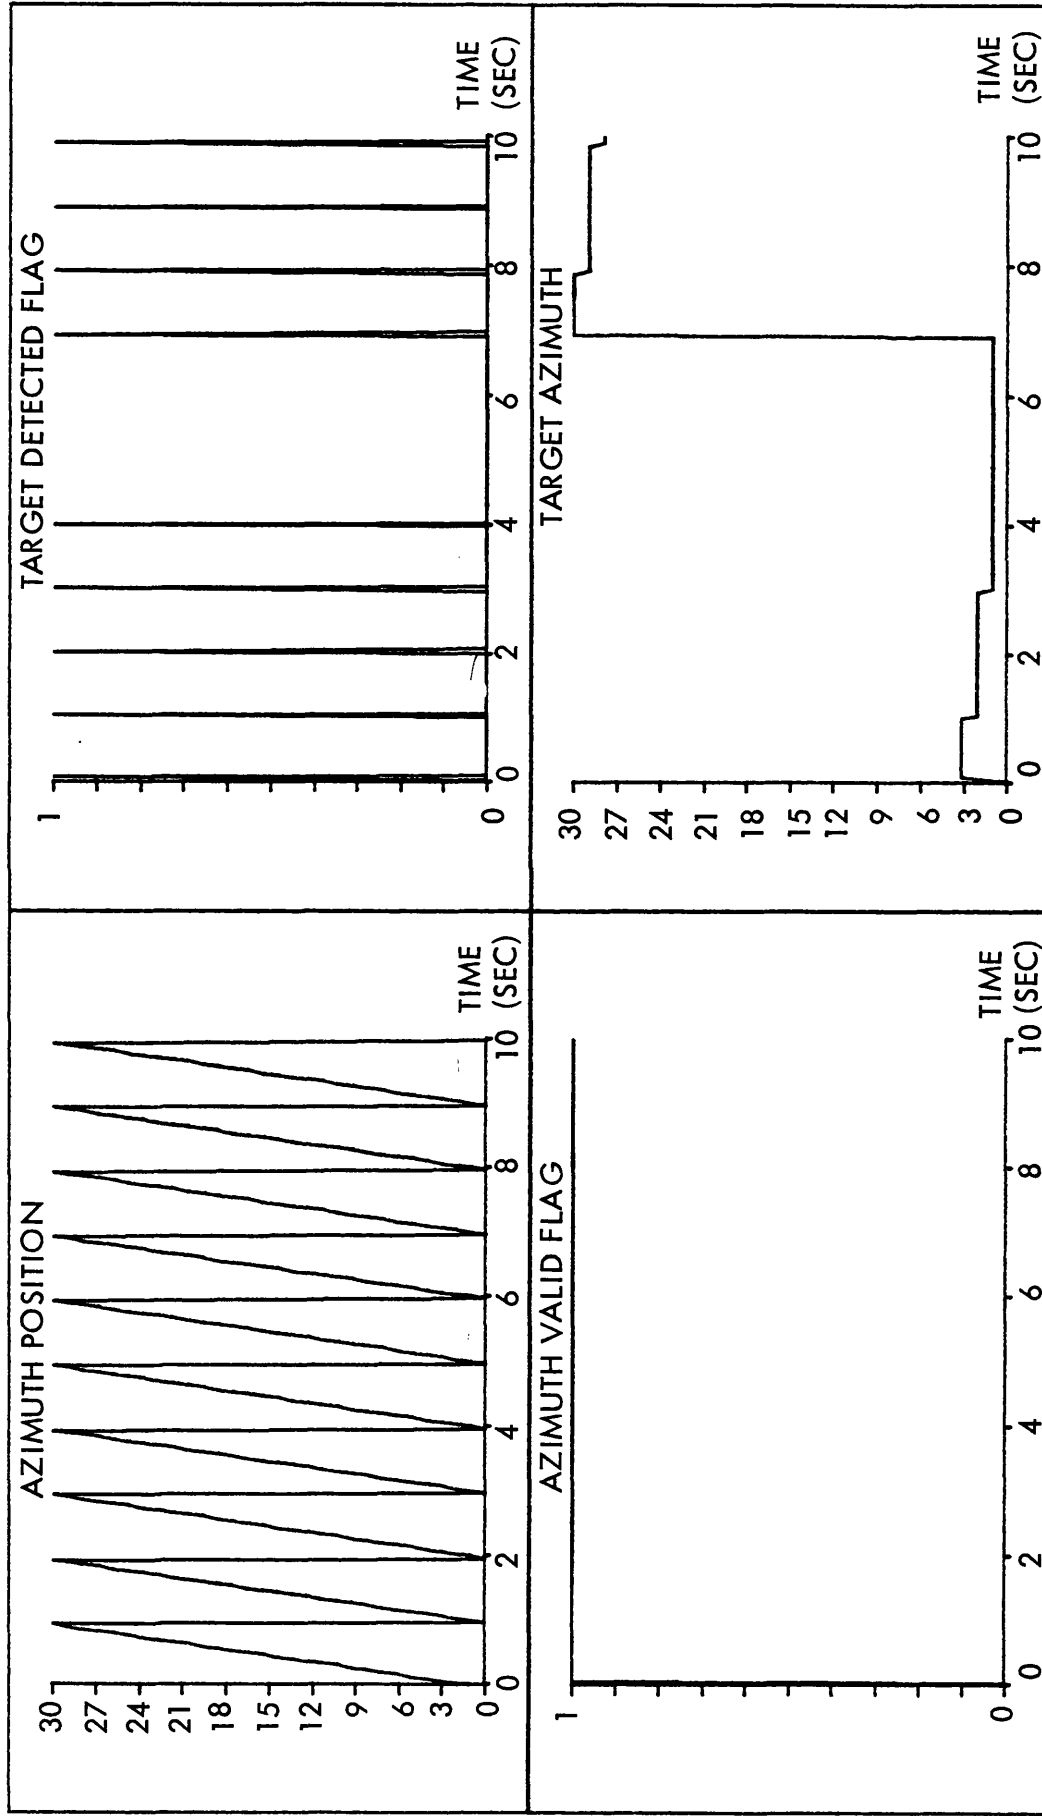 AZIMUTH POSITION
30
27
24
21
18
15
12
9
6
3
0
0 2 4 6 8 10
TIME
(SEC)
TARGET DETECTED FLAG
1
0
0 2 4 6 8 10
TIME
(SEC)
AZIMUTH VALID FLAG
1
0
0 2 4 6 8 10
TIME
(SEC)
TARGET AZIMUTH
30
27
24
21
18
15
12
9
6
3
0
0 2 4 6 8 10
TIME
(SEC)